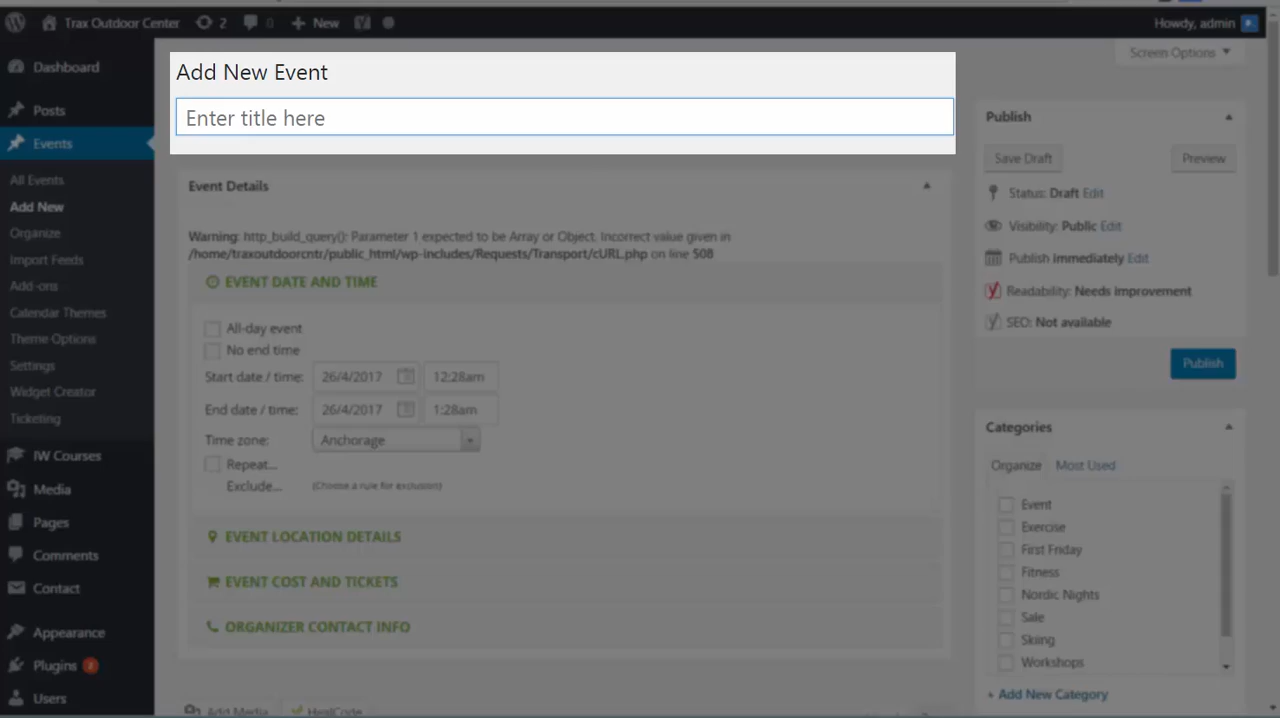 Trax Outdoor Center 2 0 New Howdy, admin
Screen Options
Dashboard
Posts
Events
All Events
Add New
Organize
Import Feeds
Add-ons
Calendar Themes
Theme Options
Settings
Widget Creator
Ticketing
IW Courses
Media
Pages
Comments
Contact
Appearance
Plugins 2
Users
Add New Event
Enter title here
Event Details
Warning: http_build_query(): Parameter 1 expected to be Array or Object. Incorrect value given in
/home/traxoutdoorcntr/public_html/wp-includes/Requests/Transport/cURL.php on line 508
EVENT DATE AND TIME
All-day event
No end time
Start date / time: 26/4/2017 12:28am
End date / time: 26/4/2017 1:28am
Time zone: Anchorage
Repeat...
Exclude... (Choose a rule for exclusion)
EVENT LOCATION DETAILS
EVENT COST AND TICKETS
ORGANIZER CONTACT INFO
Add Media HealCode
Publish
Save Draft Preview
Status: Draft Edit
Visibility: Public Edit
Publish immediately Edit
Readability: Needs improvement
SEO: Not available
Publish
Categories
Organize Most Used
Event
Exercise
First Friday
Fitness
Nordic Nights
Sale
Skiing
Workshops
+ Add New Category